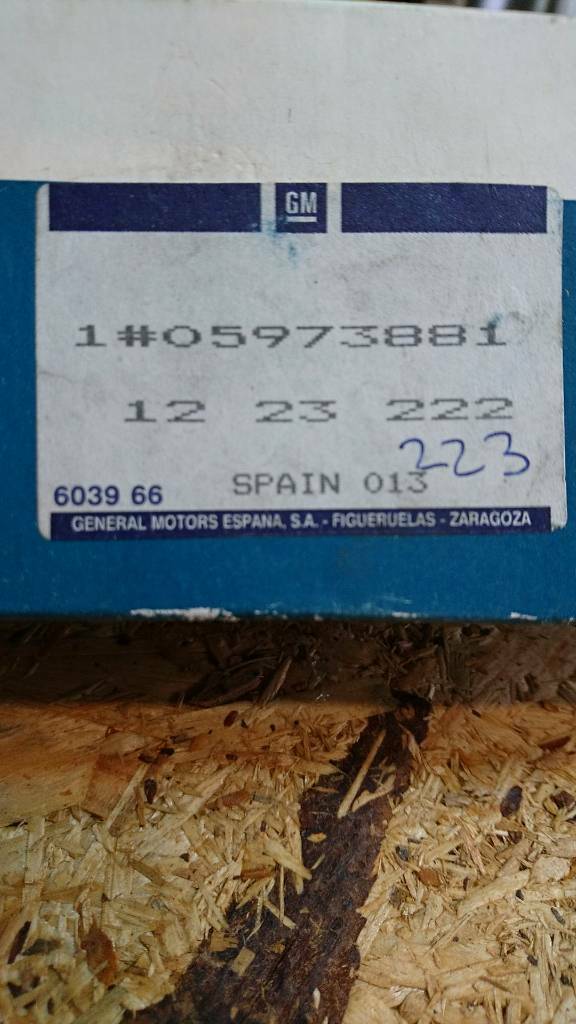 GM
1#05973881
12 23 222
223
SPAIN 013
6039 66
GENERAL MOTORS ESPANA, S.A. - FIGUERUELAS - ZARAGOZA